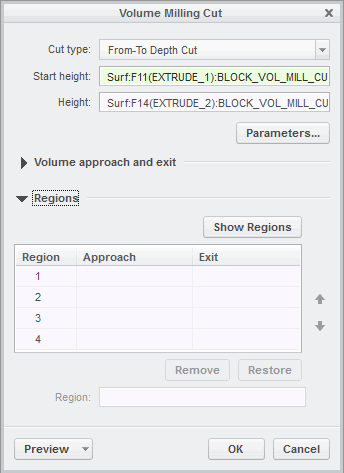 Volume Milling Cut
Cut type: From-To Depth Cut
Start height: Surf:F11(EXTRUDE_1):BLOCK_VOL_MILL_CU
Height: Surf:F14(EXTRUDE_2):BLOCK_VOL_MILL_CU
Parameters...
Volume approach and exit
Regions
Show Regions
Region Approach Exit
1
2
3
4
Remove Restore
Region:
Preview OK Cancel